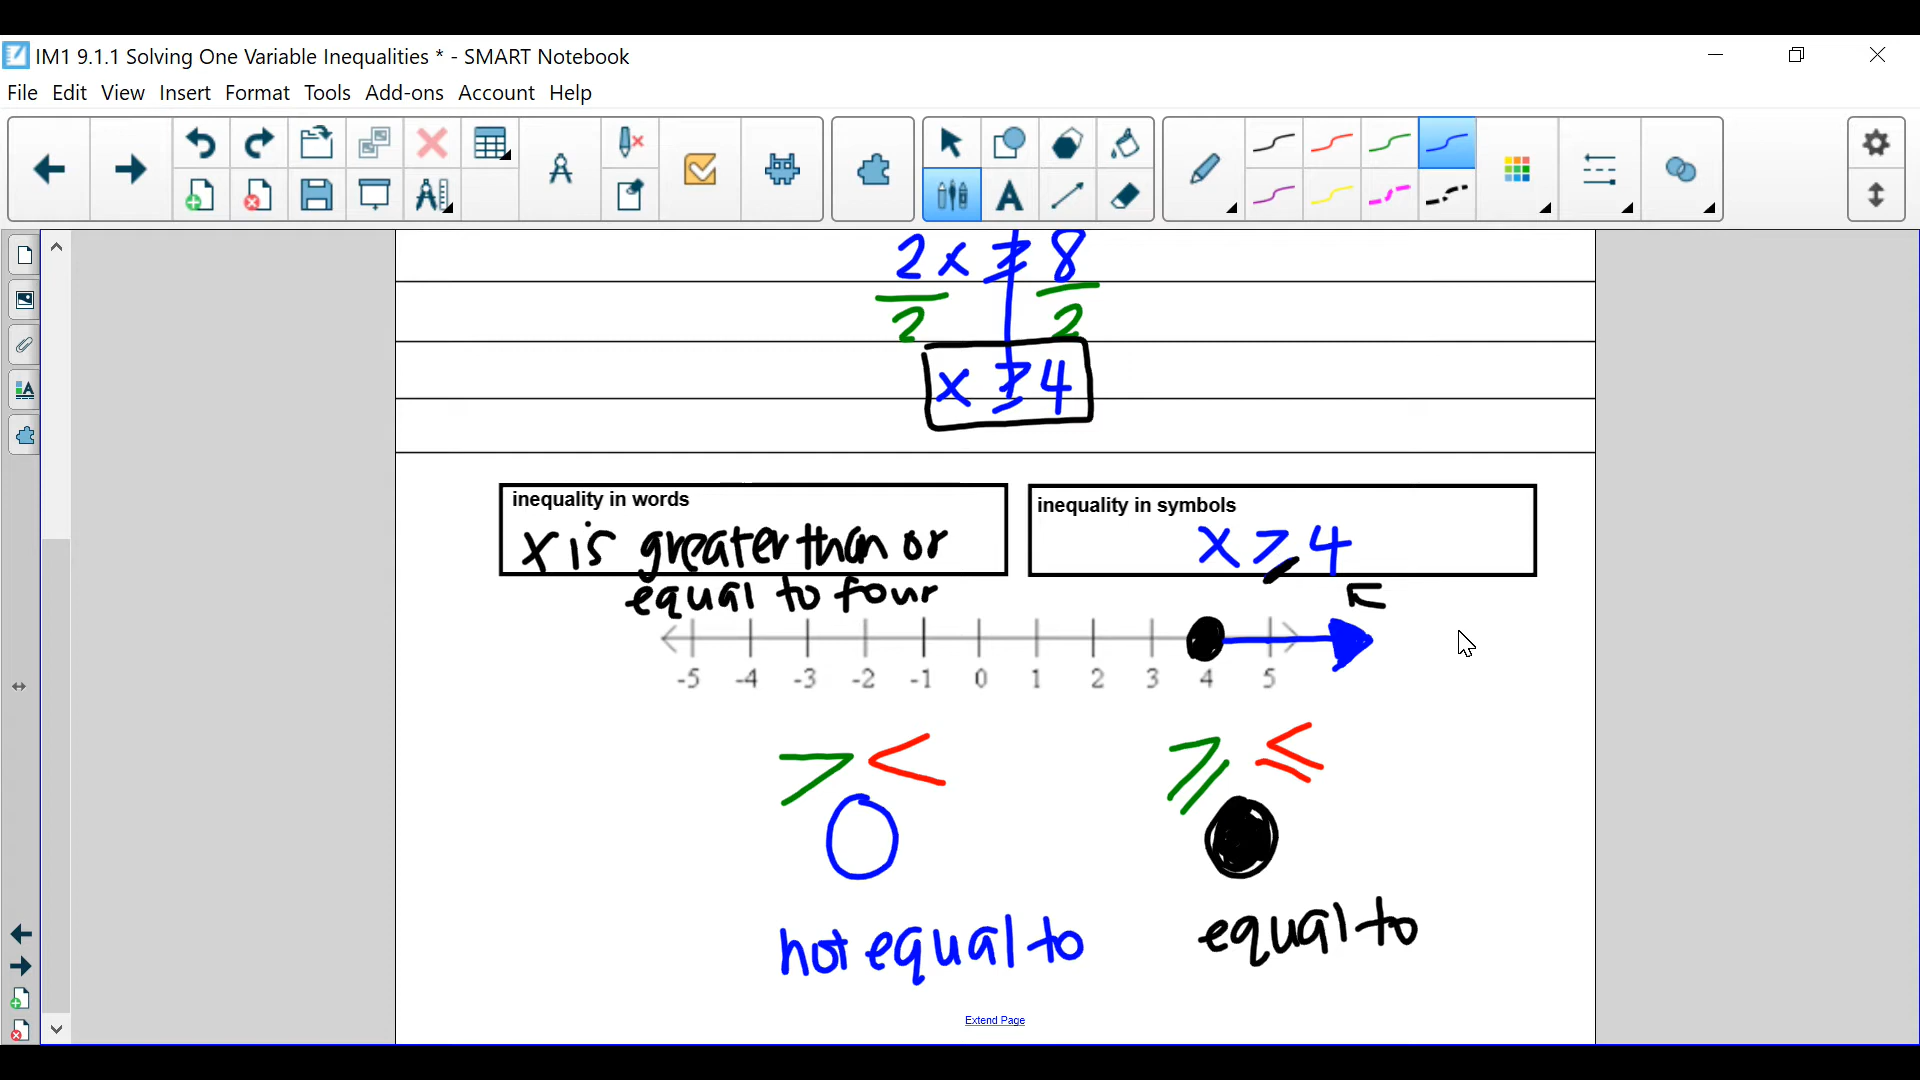 IM1 9.1.1 Solving One Variable Inequalities * - SMART Notebook
File Edit View Insert Format Tools Add-ons Account Help
2x ≥ 8
2 2
x ≥ 4
inequality in words
x is greater than or
equal to four
inequality in symbols
x ≥ 4
-5 -4 -3 -2 -1 0 1 2 3 4 5
> <
≥ ≤
not equal to
equal to
Extend Page